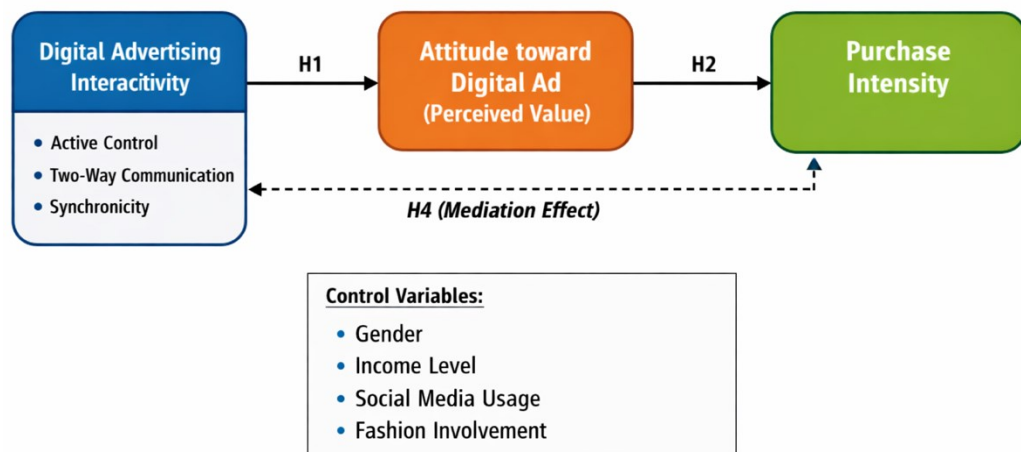 Digital Advertising
Interacitivity
• Active Control
• Two-Way Communication
• Synchronicity
H1
Attitude toward
Digital Ad
(Perceived Value)
H2
Purchase
Intensity
H4 (Mediation Effect)
Control Variables:
• Gender
• Income Level
• Social Media Usage
• Fashion Involvement